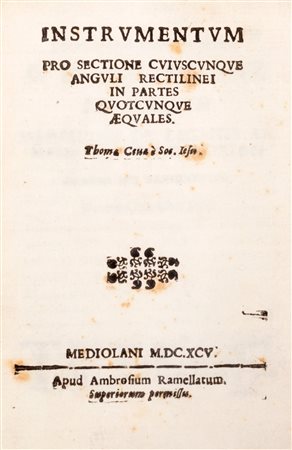 INSTRVMENTVM
PRO SECTIONE CVIVSCVNQVE
ANGVLI RECTILINEI
IN PARTES
QVOTCVNQVE
ÆQVALES.
Thoma Ceua è Soc. Iesu.
MEDIOLANI M.DC.XCV.
Apud Ambrosium Ramellatum.
Superiorum permissu.